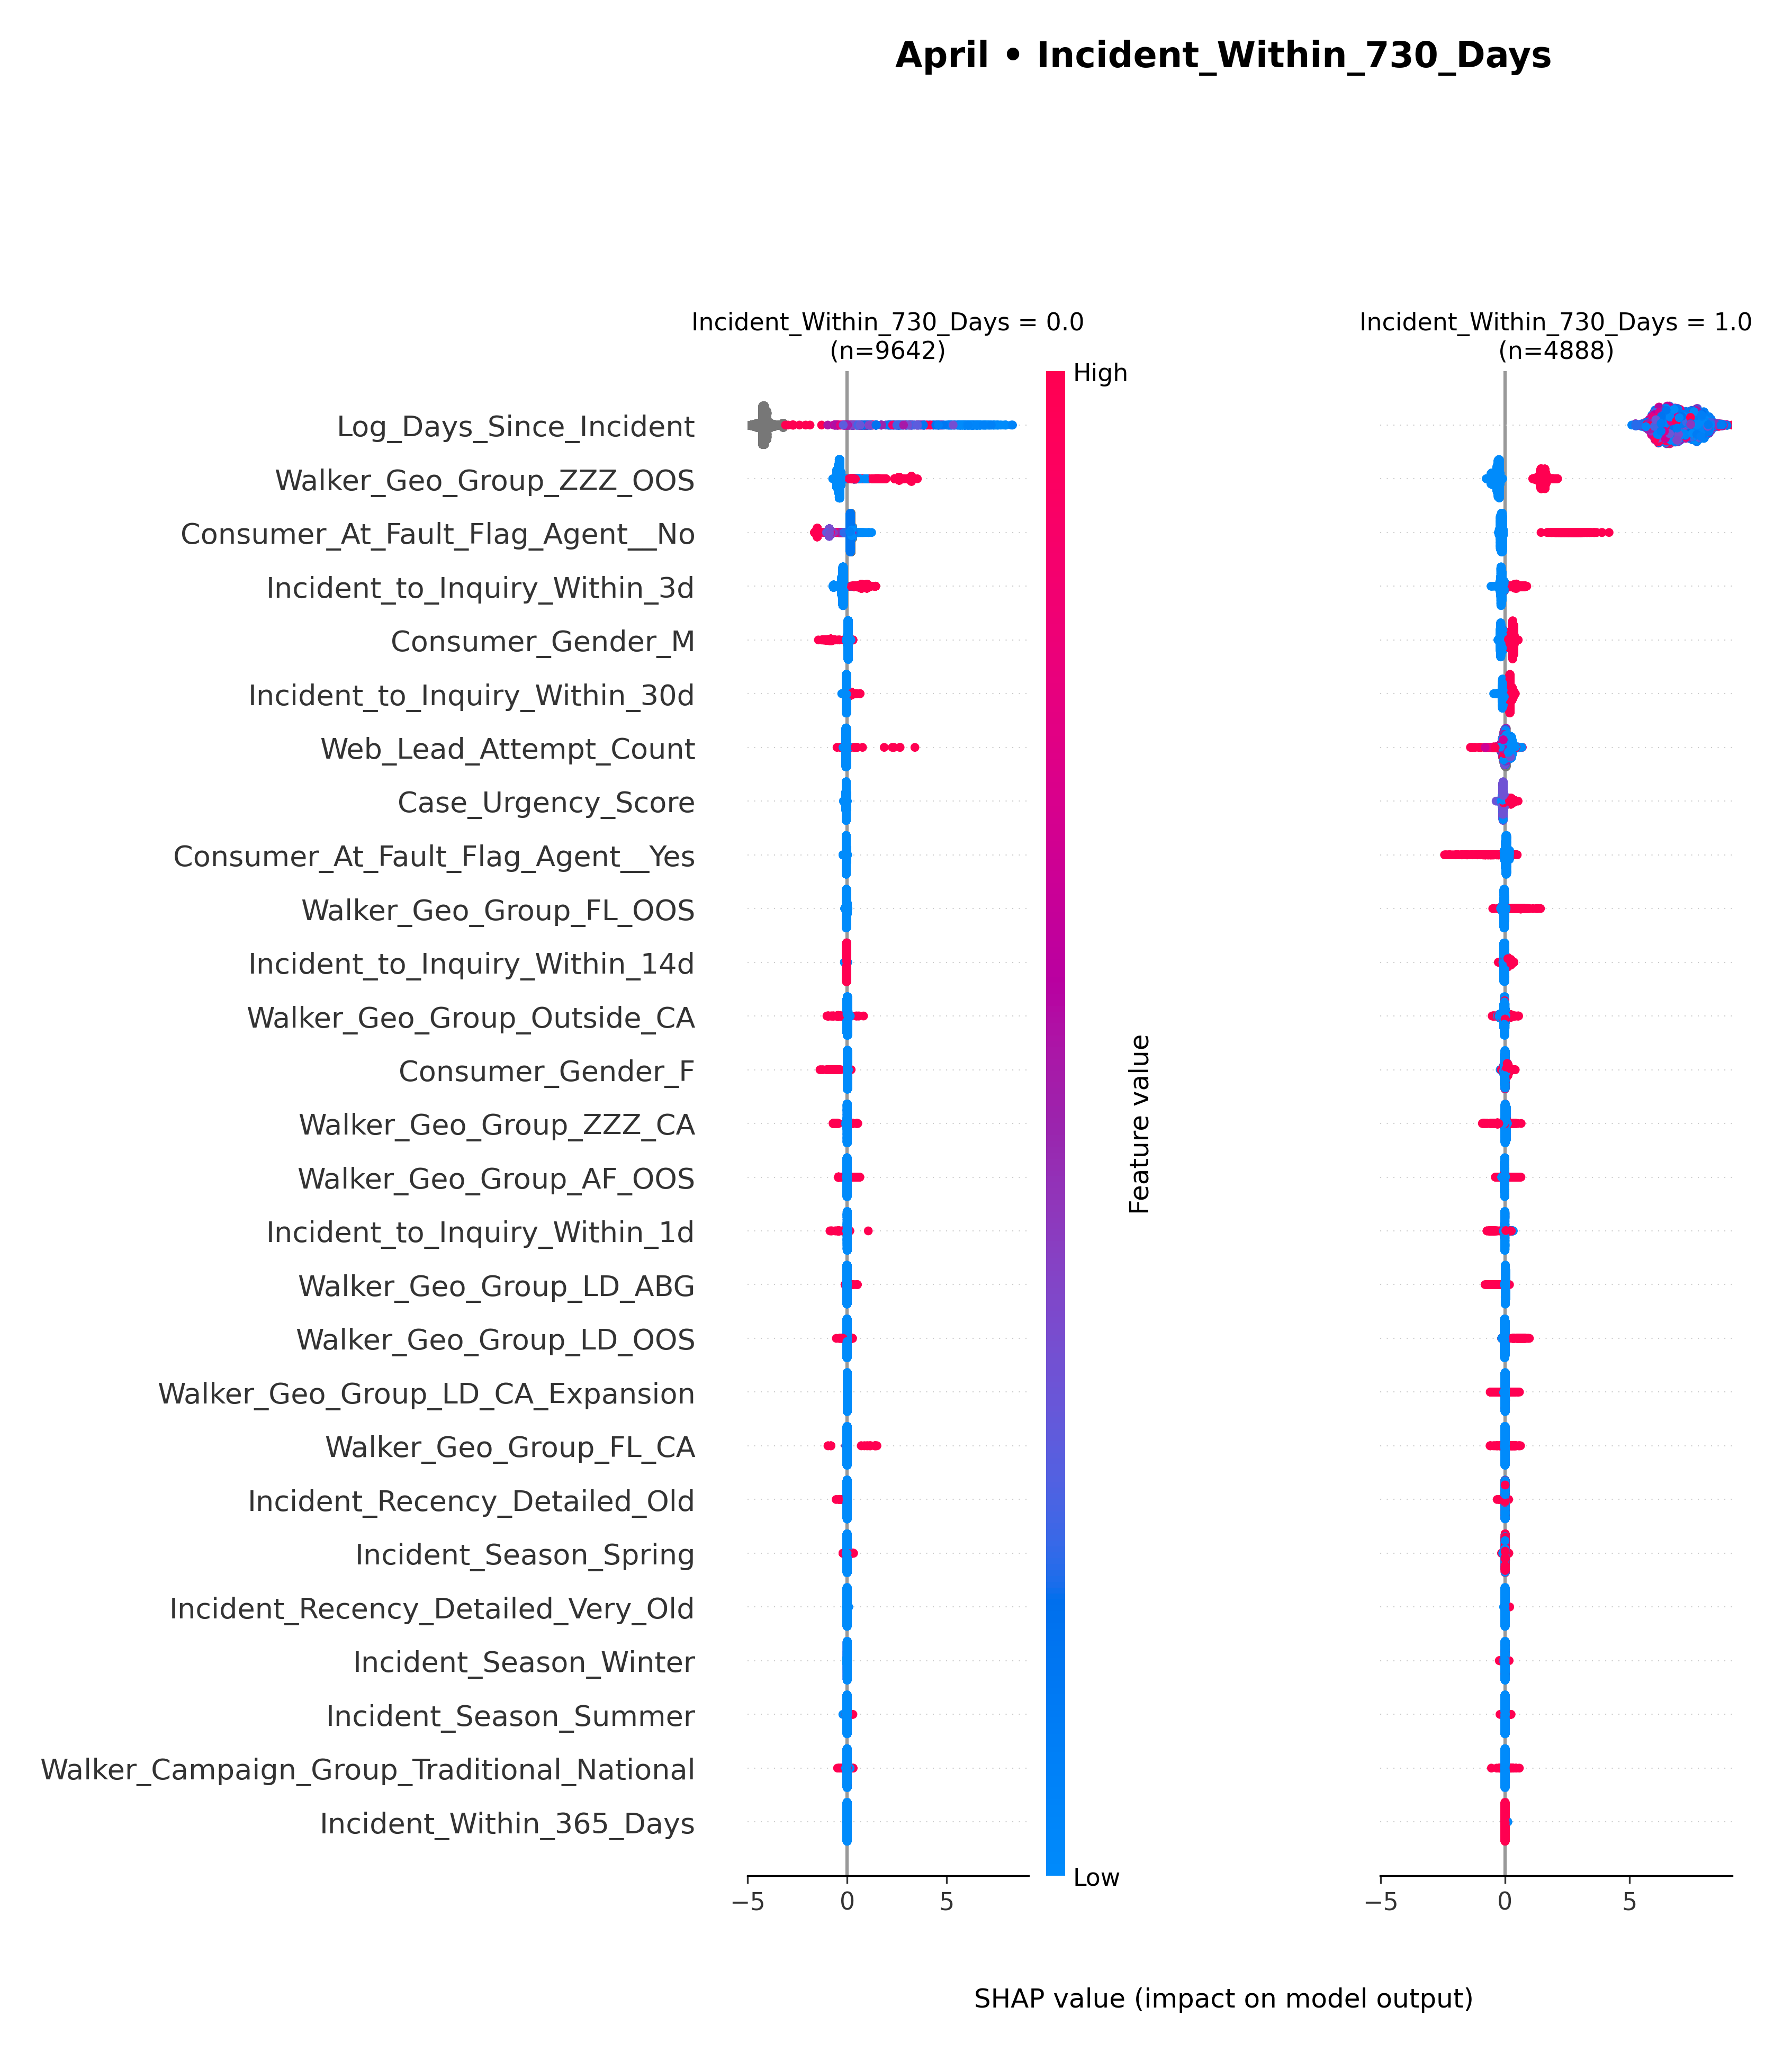 April • Incident_Within_730_Days
Incident_Within_730_Days = 0.0
(n=9642)
Incident_Within_730_Days = 1.0
(n=4888)
High
Log_Days_Since_Incident
Walker_Geo_Group_ZZZ_OOS
Consumer_At_Fault_Flag_Agent__No
Incident_to_Inquiry_Within_3d
Consumer_Gender_M
Incident_to_Inquiry_Within_30d
Web_Lead_Attempt_Count
Case_Urgency_Score
Consumer_At_Fault_Flag_Agent__Yes
Walker_Geo_Group_FL_OOS
Incident_to_Inquiry_Within_14d
Walker_Geo_Group_Outside_CA
Consumer_Gender_F
Walker_Geo_Group_ZZZ_CA
Walker_Geo_Group_AF_OOS
Incident_to_Inquiry_Within_1d
Walker_Geo_Group_LD_ABG
Walker_Geo_Group_LD_OOS
Walker_Geo_Group_LD_CA_Expansion
Walker_Geo_Group_FL_CA
Incident_Recency_Detailed_Old
Incident_Season_Spring
Incident_Recency_Detailed_Very_Old
Incident_Season_Winter
Incident_Season_Summer
Walker_Campaign_Group_Traditional_National
Incident_Within_365_Days
Feature value
Low
−5 0 5
−5 0 5
SHAP value (impact on model output)